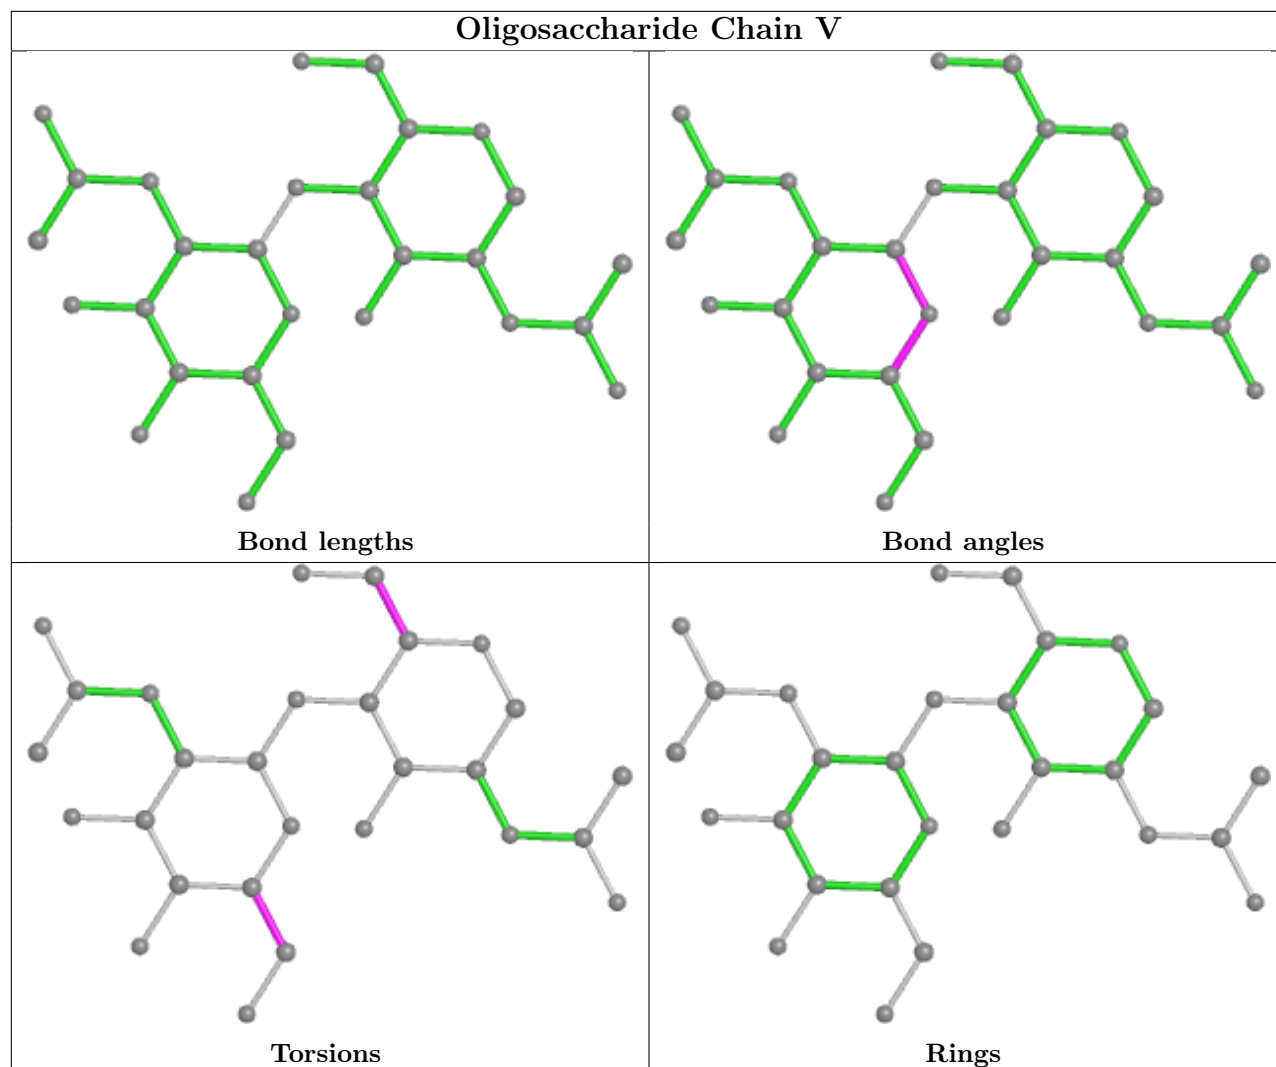 Oligosaccharide Chain V
Bond lengths
Bond angles
Torsions
Rings